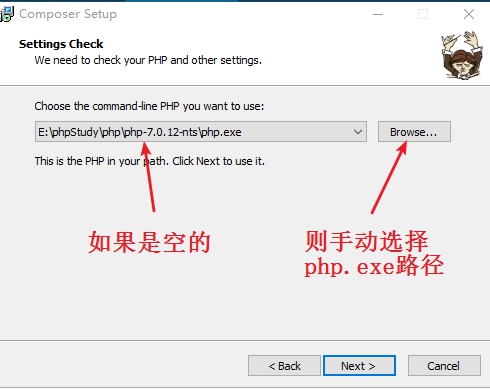 Composer Setup
Settings Check
We need to check your PHP and other settings.
Choose the command-line PHP you want to use:
E:\phpStudy\php\php-7.0.12-nts\php.exe
Browse...
This is the PHP in your path. Click Next to use it.
如果是空的
则手动选择
php.exe路径
< Back
Next >
Cancel